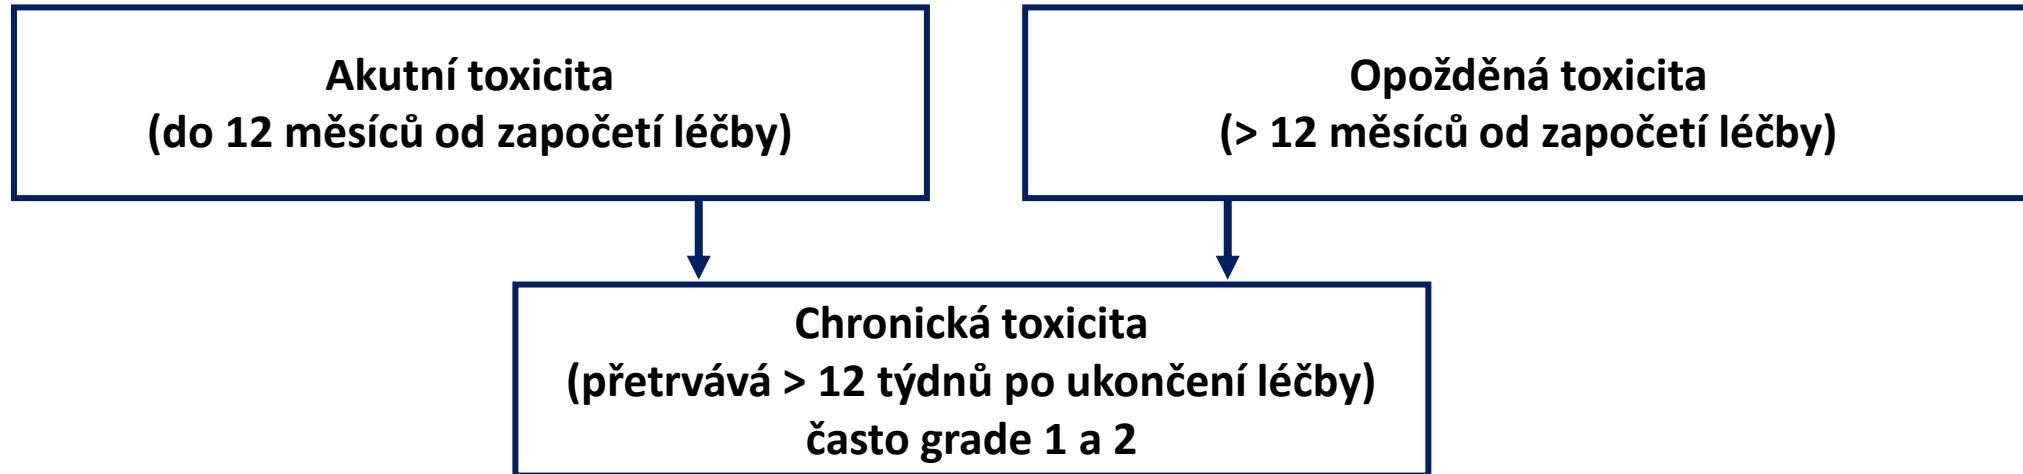 Akutní toxicita
(do 12 měsíců od započetí léčby)
Opožděná toxicita
(> 12 měsíců od započetí léčby)
Chronická toxicita
(přetrvává > 12 týdnů po ukončení léčby)
často grade 1 a 2